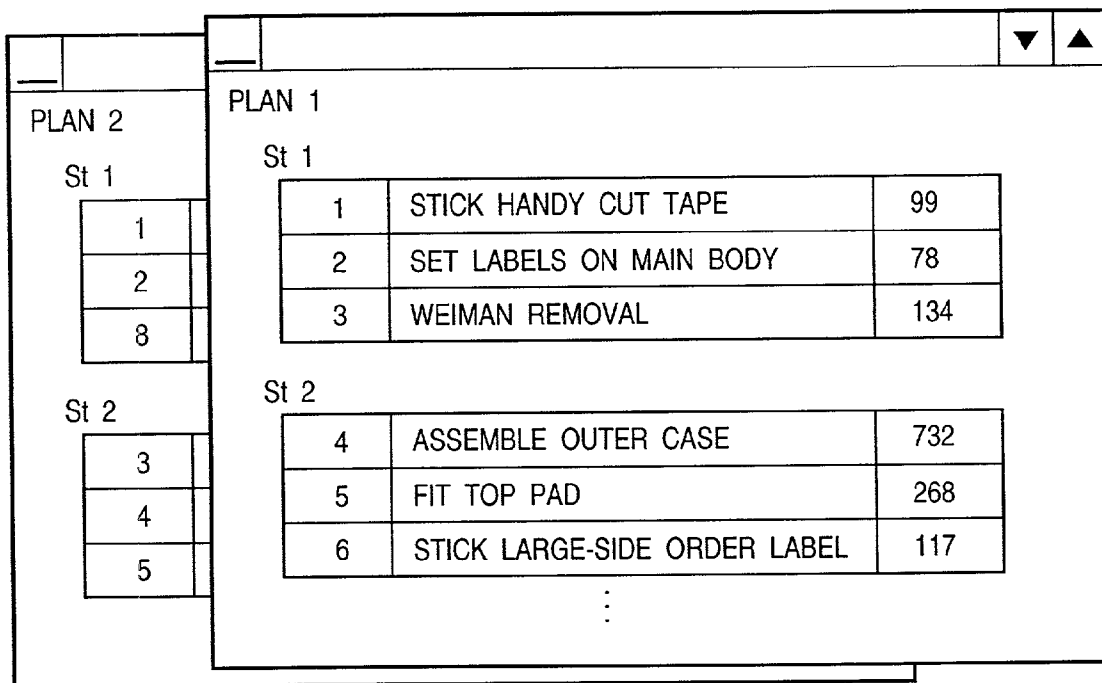 PLAN 1
St 1
1 STICK HANDY CUT TAPE 99
2 SET LABELS ON MAIN BODY 78
3 WEIMAN REMOVAL 134
St 2
4 ASSEMBLE OUTER CASE 732
5 FIT TOP PAD 268
6 STICK LARGE-SIDE ORDER LABEL 117
PLAN 2
St 1
1
2
8
St 2
3
4
5